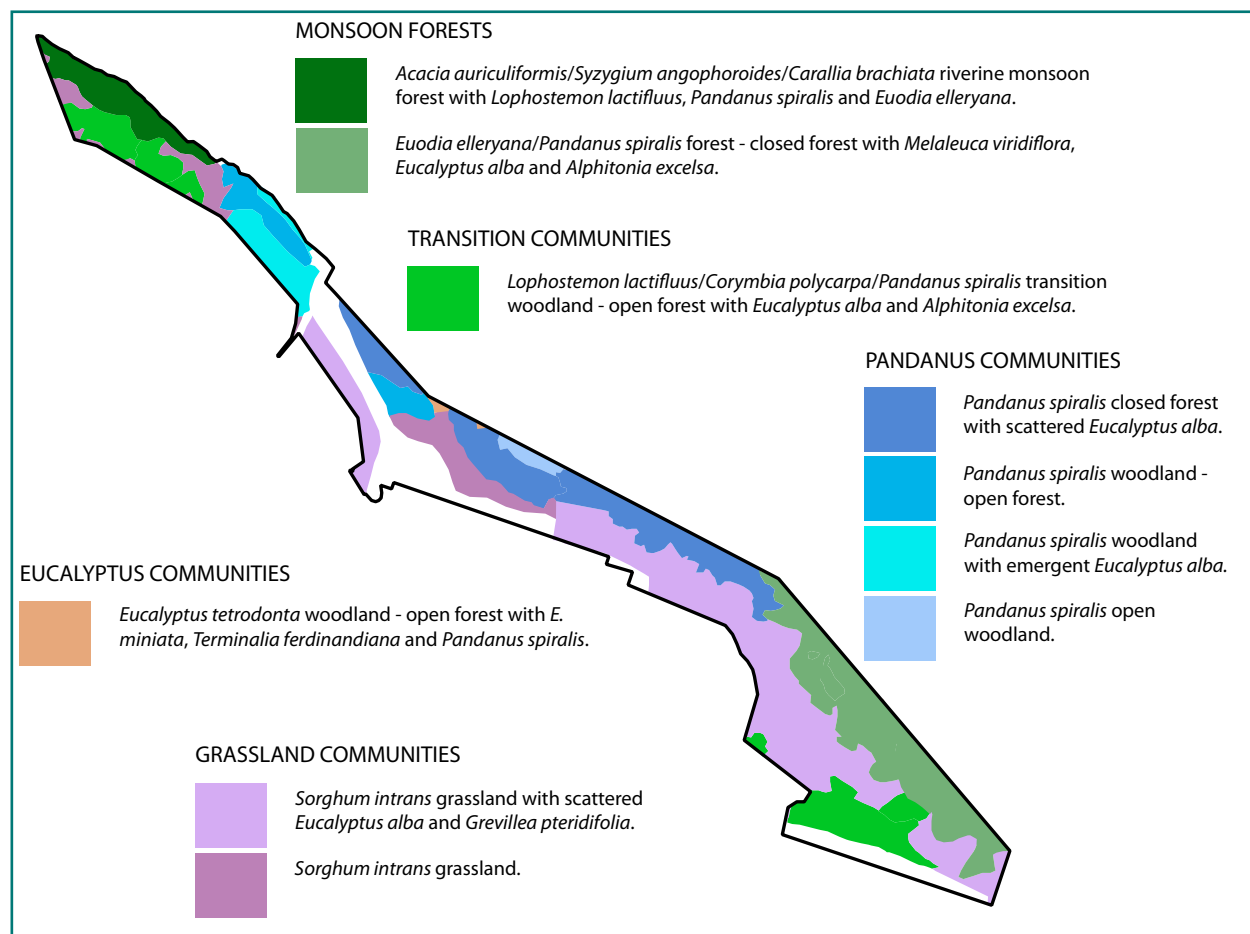 MONSOON FORESTS
Acacia auriculiformis/Syzygium angophoroides/Carallia brachiata riverine monsoon
forest with Lophostemon lactifluus, Pandanus spiralis and Euodia elleryana.
Euodia elleryana/Pandanus spiralis forest - closed forest with Melaleuca viridiflora,
Eucalyptus alba and Alphitonia excelsa.
TRANSITION COMMUNITIES
Lophostemon lactifluus/Corymbia polycarpa/Pandanus spiralis transition
woodland - open forest with Eucalyptus alba and Alphitonia excelsa.
PANDANUS COMMUNITIES
Pandanus spiralis closed forest
with scattered Eucalyptus alba.
Pandanus spiralis woodland -
open forest.
Pandanus spiralis woodland
with emergent Eucalyptus alba.
Pandanus spiralis open
woodland.
EUCALYPTUS COMMUNITIES
Eucalyptus tetrodonta woodland - open forest with E.
miniata, Terminalia ferdinandiana and Pandanus spiralis.
GRASSLAND COMMUNITIES
Sorghum intrans grassland with scattered
Eucalyptus alba and Grevillea pteridifolia.
Sorghum intrans grassland.